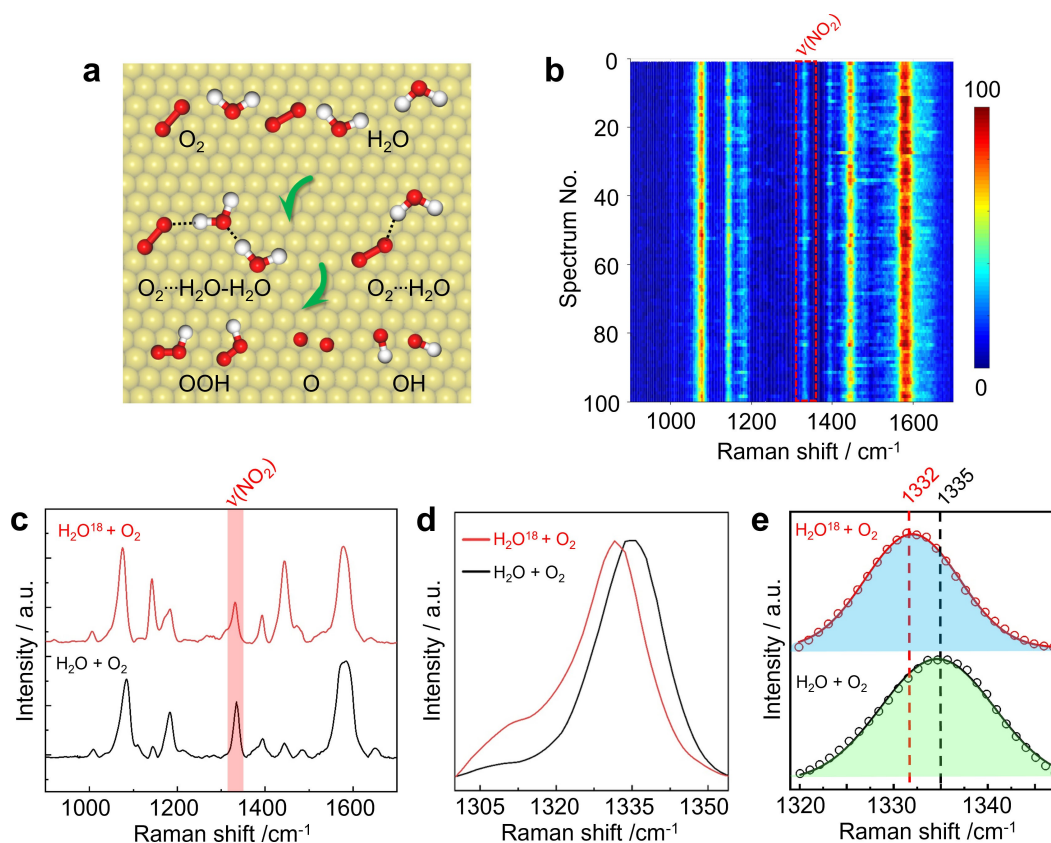 a
O₂
H₂O
O₂···H₂O-H₂O
O₂···H₂O
OOH
O
OH
b
ν(NO₂)
0
20
40
60
80
100
Spectrum No.
1000
1200
1400
1600
Raman shift / cm⁻¹
100
0
c
ν(NO₂)
H₂O¹⁸ + O₂
H₂O + O₂
Intensity / a.u.
1000
1200
1400
1600
Raman shift /cm⁻¹
d
H₂O¹⁸ + O₂
H₂O + O₂
Intensity / a.u.
1305
1335
1350
Raman shift /cm⁻¹
e
1332
1335
H₂O¹⁸ + O₂
H₂O + O₂
Intensity / a.u.
1320
1330
1340
Raman shift /cm⁻¹